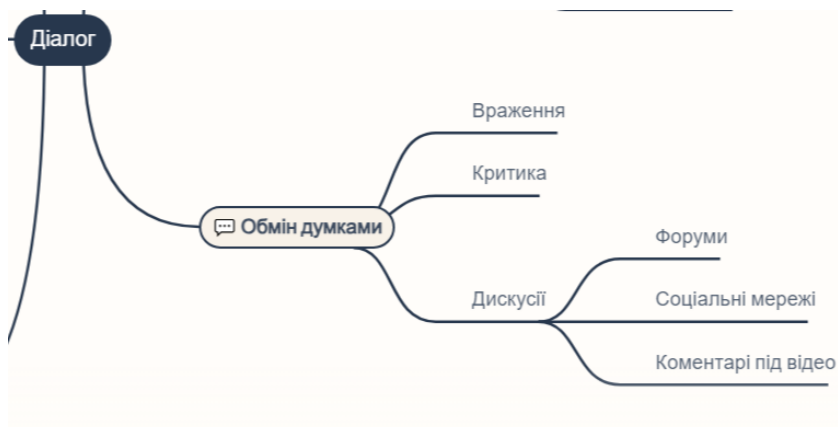 Діалог
Враження
Критика
Обмін думками
Форуми
Дискусії
Соціальні мережі
Коментарі під відео